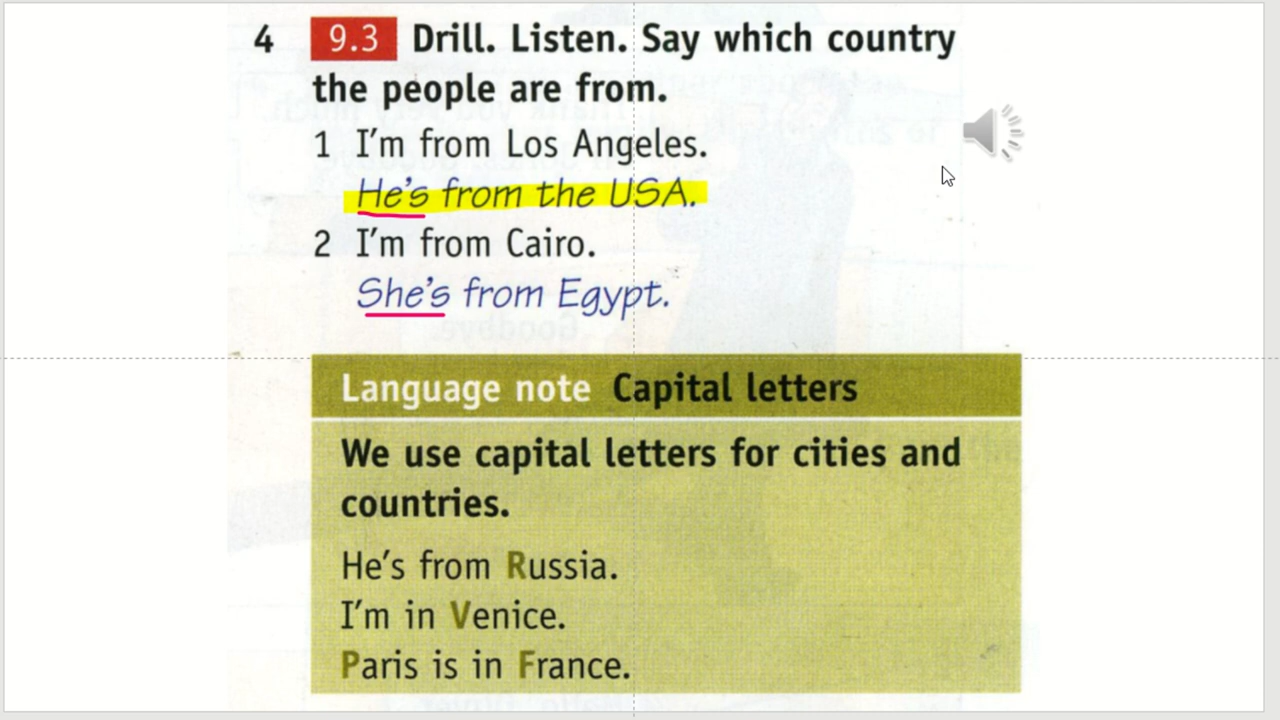 4 9.3 Drill. Listen. Say which country
the people are from.
1 I'm from Los Angeles.
He's from the USA.
2 I'm from Cairo.
She's from Egypt.
Language note Capital letters
We use capital letters for cities and
countries.
He's from Russia.
I'm in Venice.
Paris is in France.